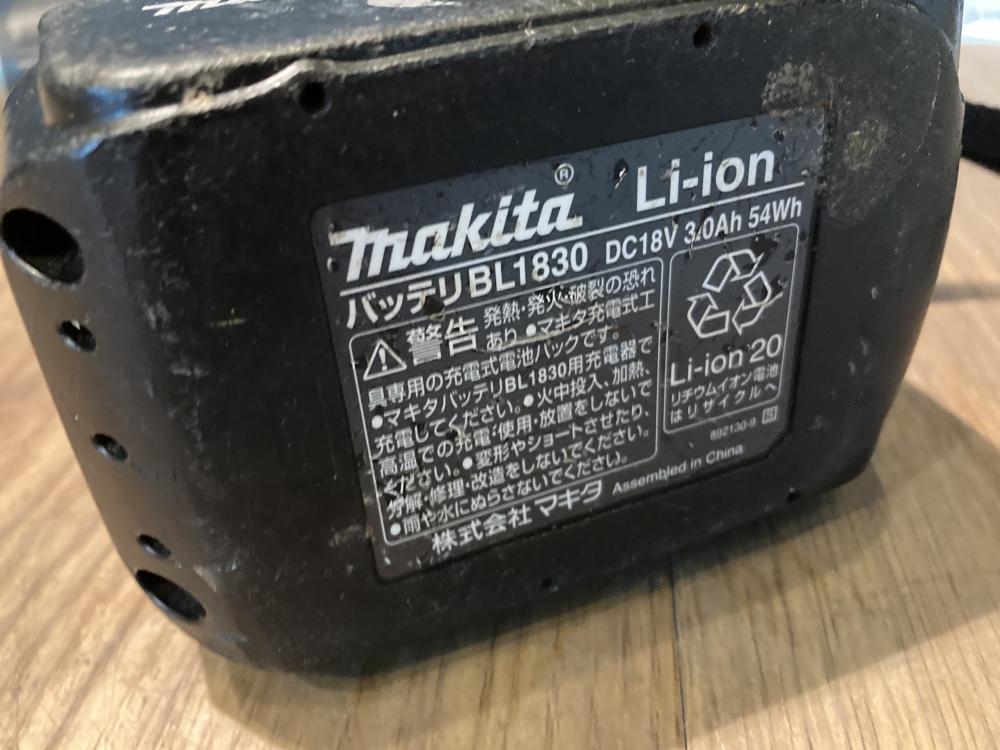 makita® Li-ion
バッテリBL1830 DC18V 3.0Ah 54Wh
警告 発熱・発火・破裂の恐れ
あり ●マキタ充電式工
具専用の充電式電池パックです。
●マキタバッテリBL1830用充電器で
充電してください。●火中投入、加熱、
高温での充電・使用・放置をしないで
ください。●変形やショートさせたり、
分解・修理・改造をしないでください。
●雨や水にぬらさないでください。
Li-ion 20
リチウムイオン電池
はリサイクルへ
892130-9
株式会社 マキタ Assembled in China